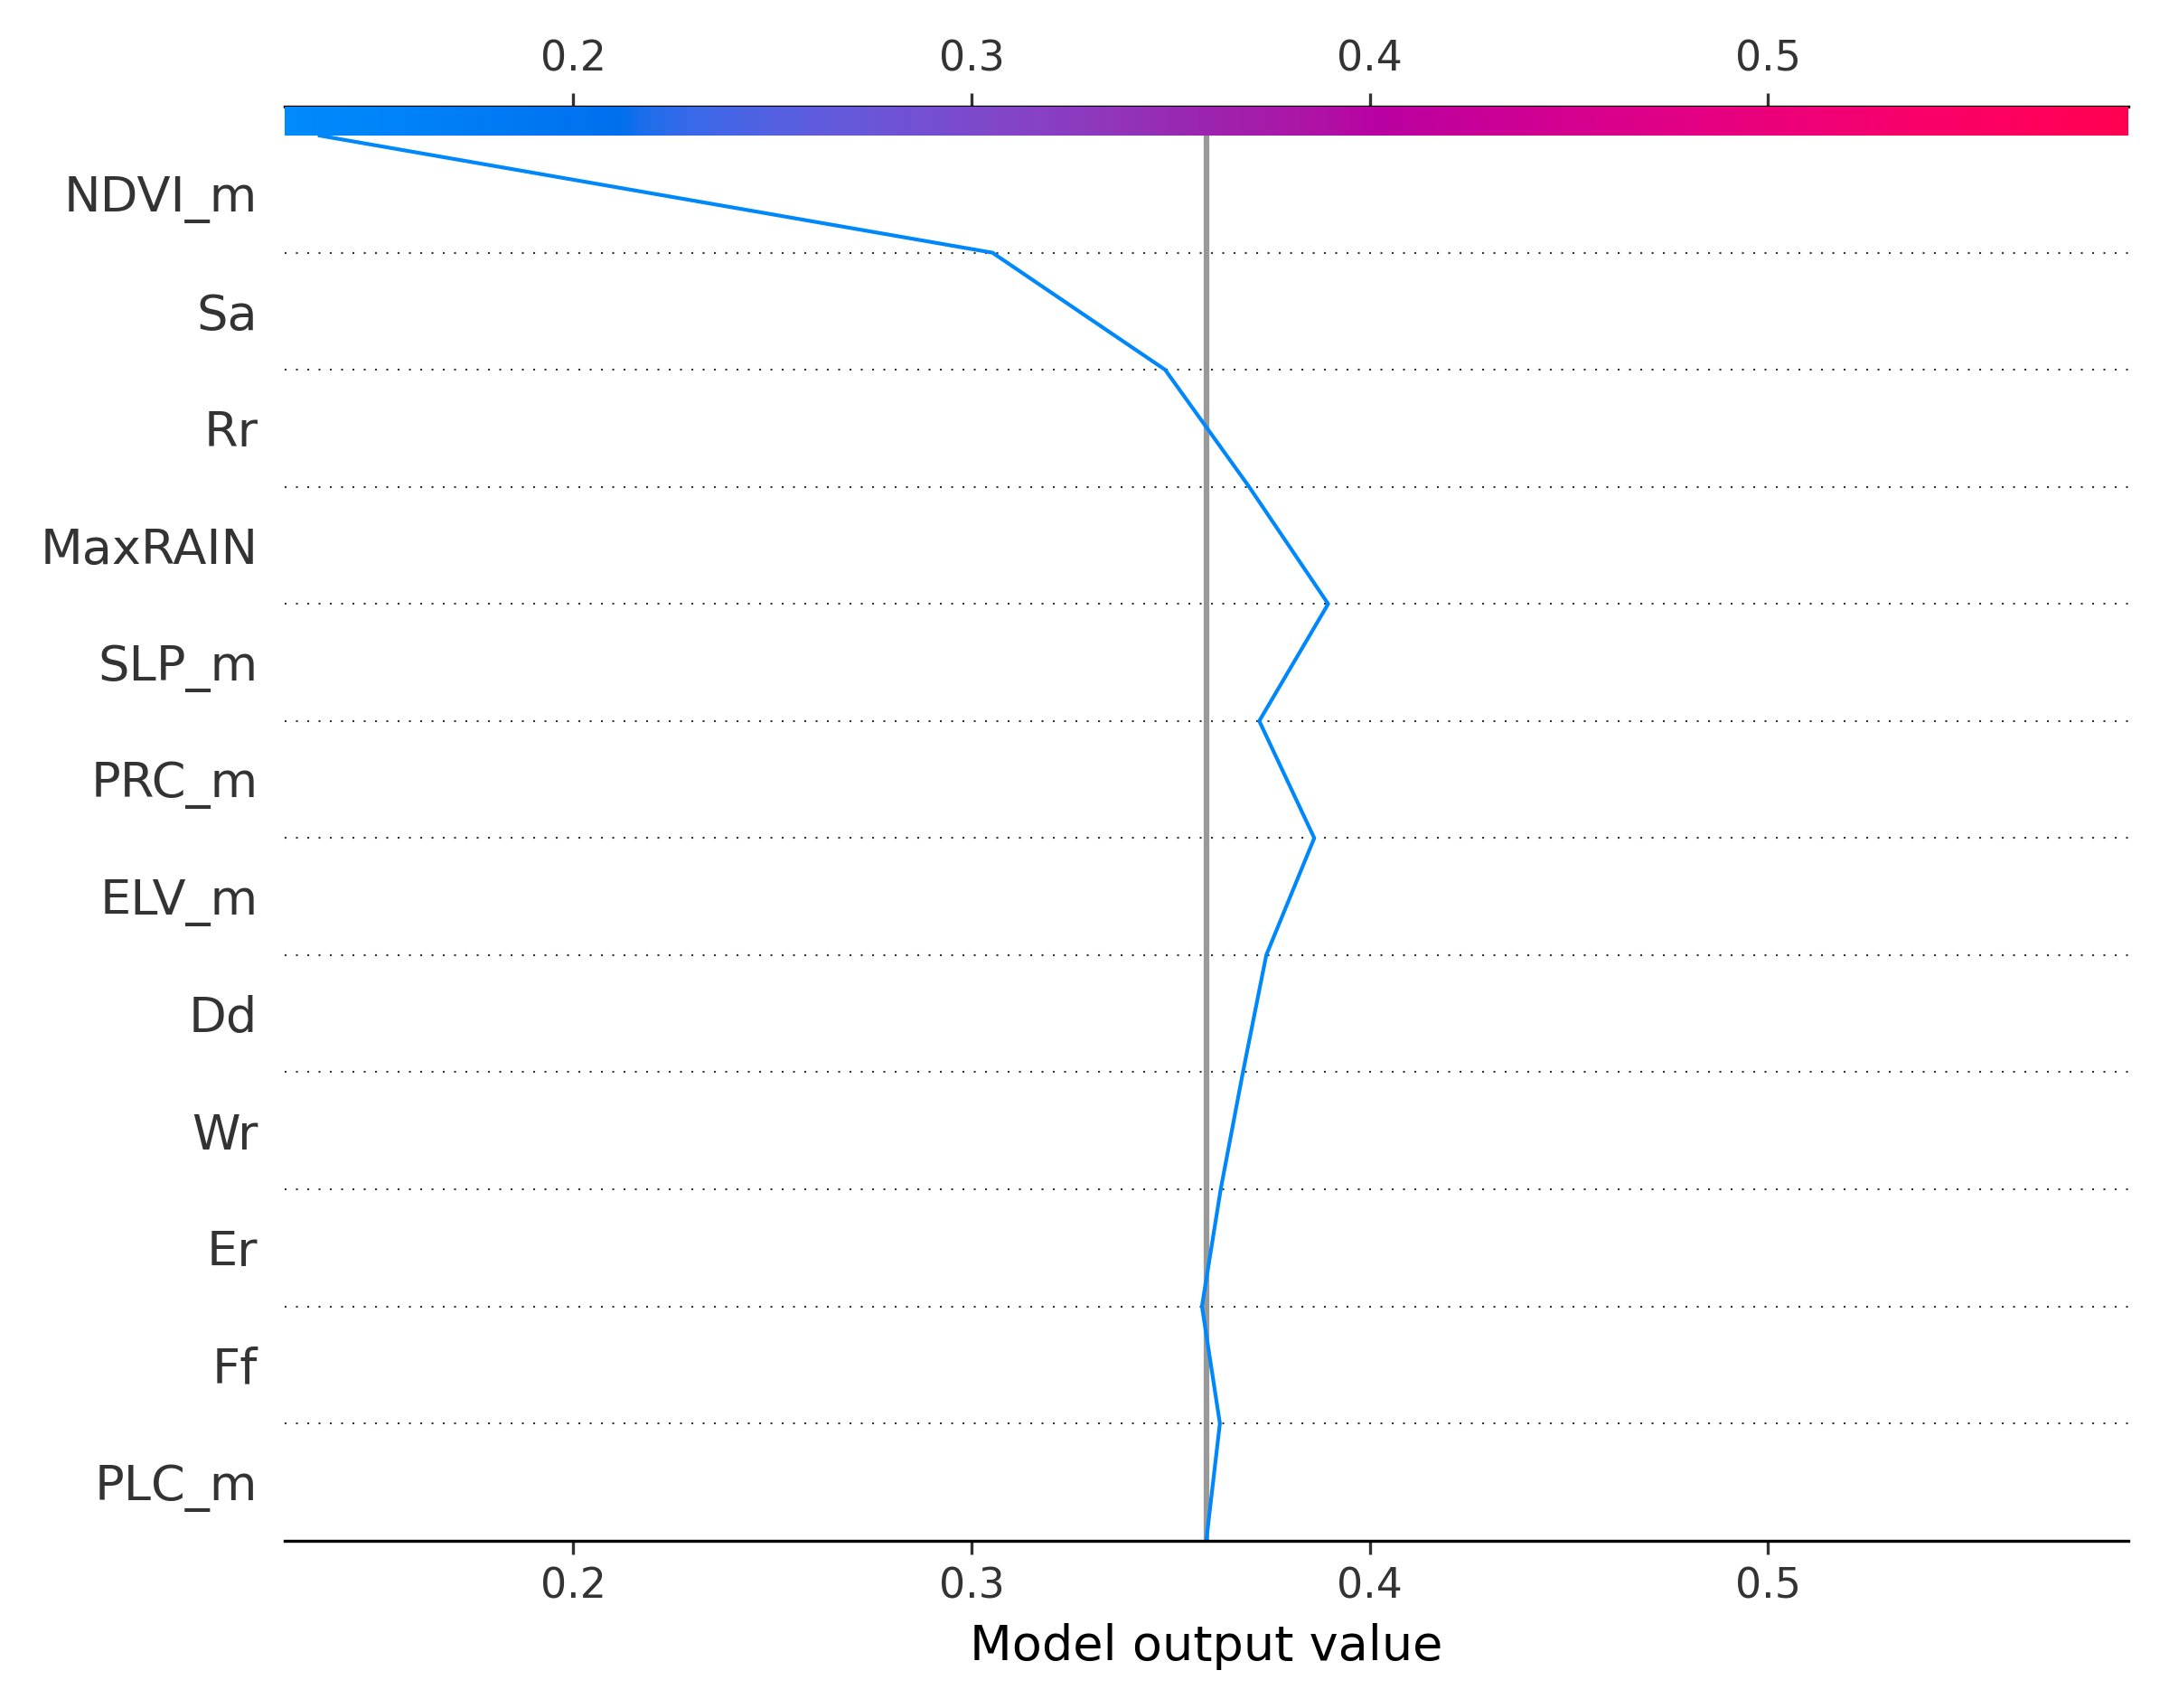 0.2 0.3 0.4 0.5
NDVI_m
Sa
Rr
MaxRAIN
SLP_m
PRC_m
ELV_m
Dd
Wr
Er
Ff
PLC_m
0.2 0.3 0.4 0.5
Model output value